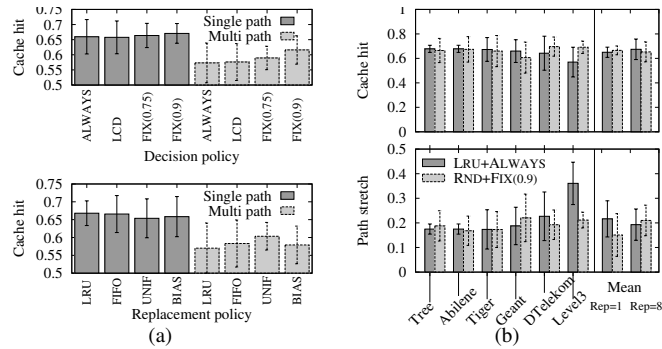 Cache hit
0.75
0.7
0.65
0.6
0.55
0.5
Single path
Multi path
ALWAYS
LCD
FIX(0.75)
FIX(0.9)
ALWAYS
LCD
FIX(0.75)
FIX(0.9)
Decision policy
Cache hit
0.75
0.7
0.65
0.6
0.55
0.5
Single path
Multi path
LRU
FIFO
UNIF
BIAS
LRU
FIFO
UNIF
BIAS
Replacement policy
(a)
Cache hit
1
0.8
0.6
0.4
0.2
0
Path stretch
0.5
0.4
0.3
0.2
0.1
0
LRU+ALWAYS
RND+FIX(0.9)
Tree
Abilene
Tiger
Geant
DTelekom
Level3
Mean
Rep=1 Rep=8
(b)